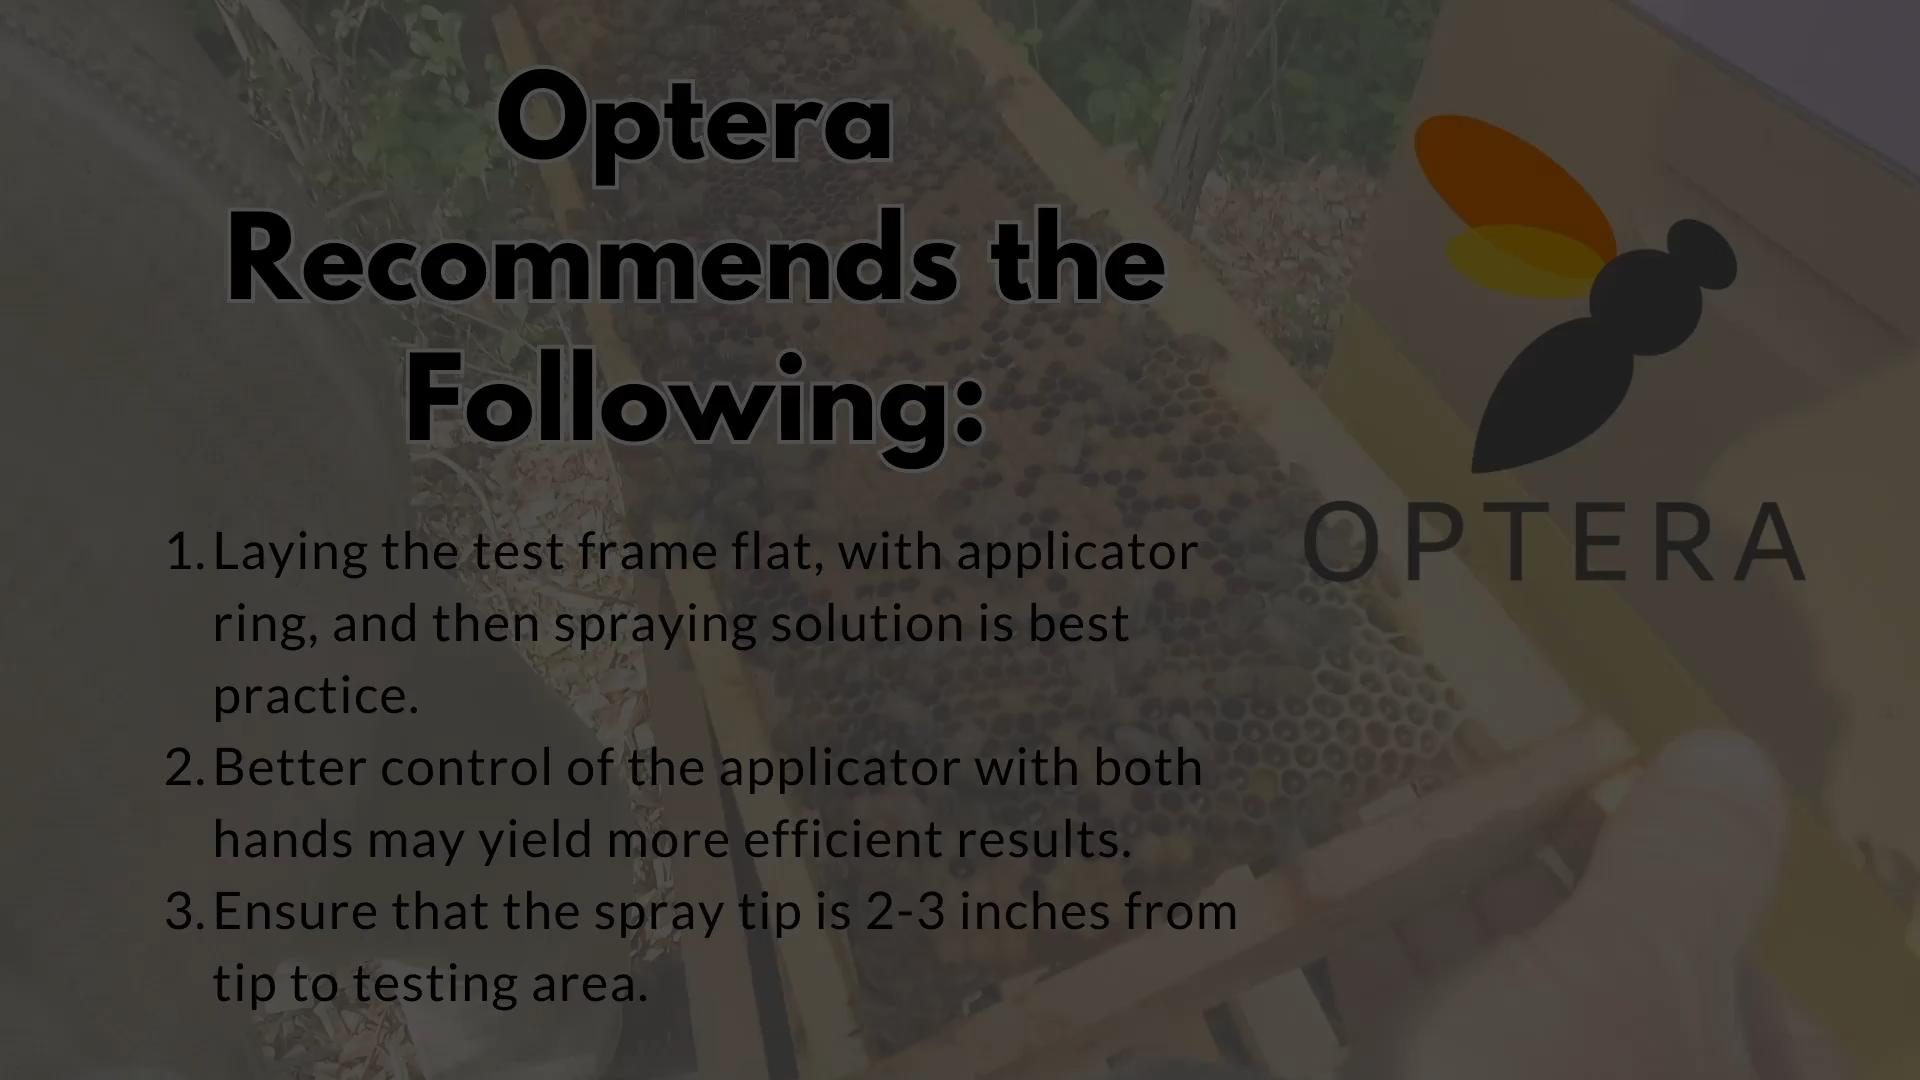 Optera
Recommends the
Following:
1. Laying the test frame flat, with applicator
ring, and then spraying solution is best
practice.
2. Better control of the applicator with both
hands may yield more efficient results.
3. Ensure that the spray tip is 2-3 inches from
tip to testing area.
OPTERA